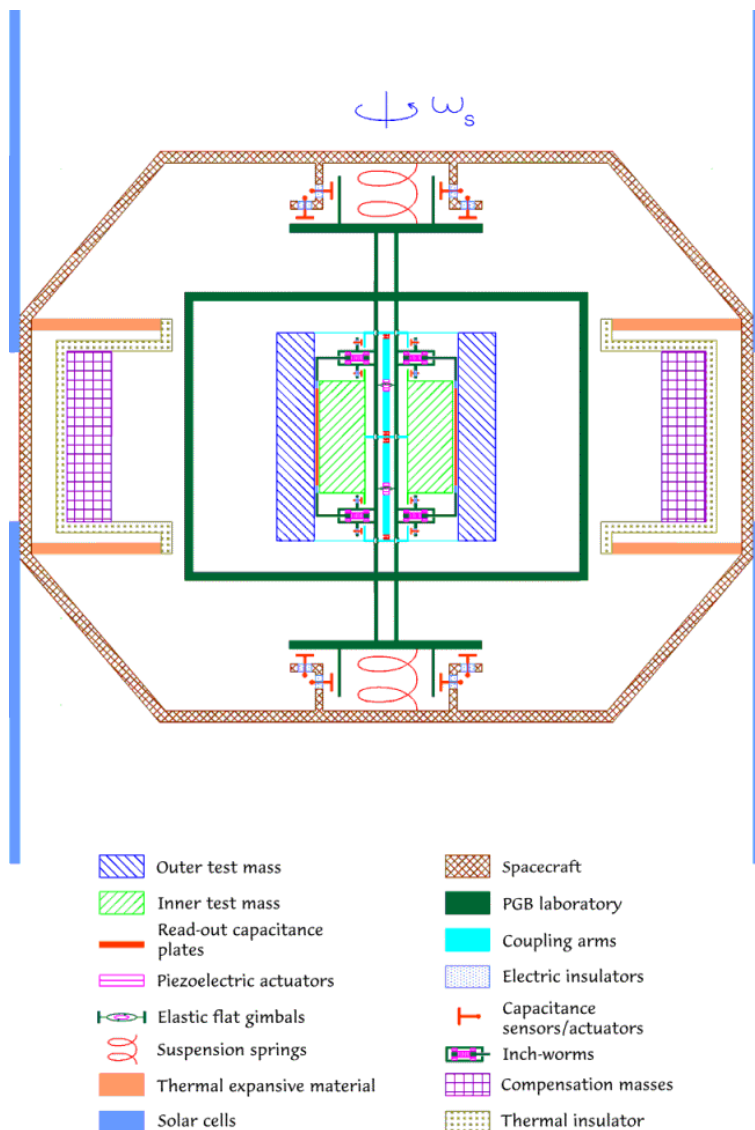 ωs
Outer test mass
Inner test mass
Read-out capacitance
plates
Piezoelectric actuators
Elastic flat gimbals
Suspension springs
Thermal expansive material
Solar cells
Spacecraft
PGB laboratory
Coupling arms
Electric insulators
Capacitance
sensors/actuators
Inch-worms
Compensation masses
Thermal insulator